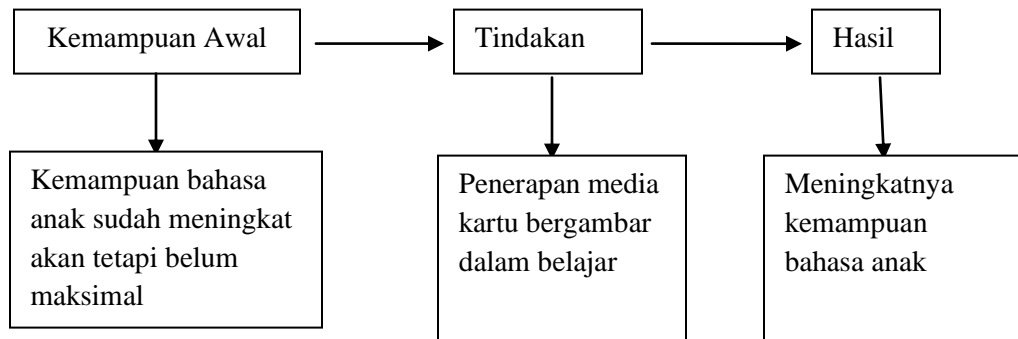 Kemampuan Awal
Tindakan
Hasil
Kemampuan bahasa
anak sudah meningkat
akan tetapi belum
maksimal
Penerapan media
kartu bergambar
dalam belajar
Meningkatnya
kemampuan
bahasa anak